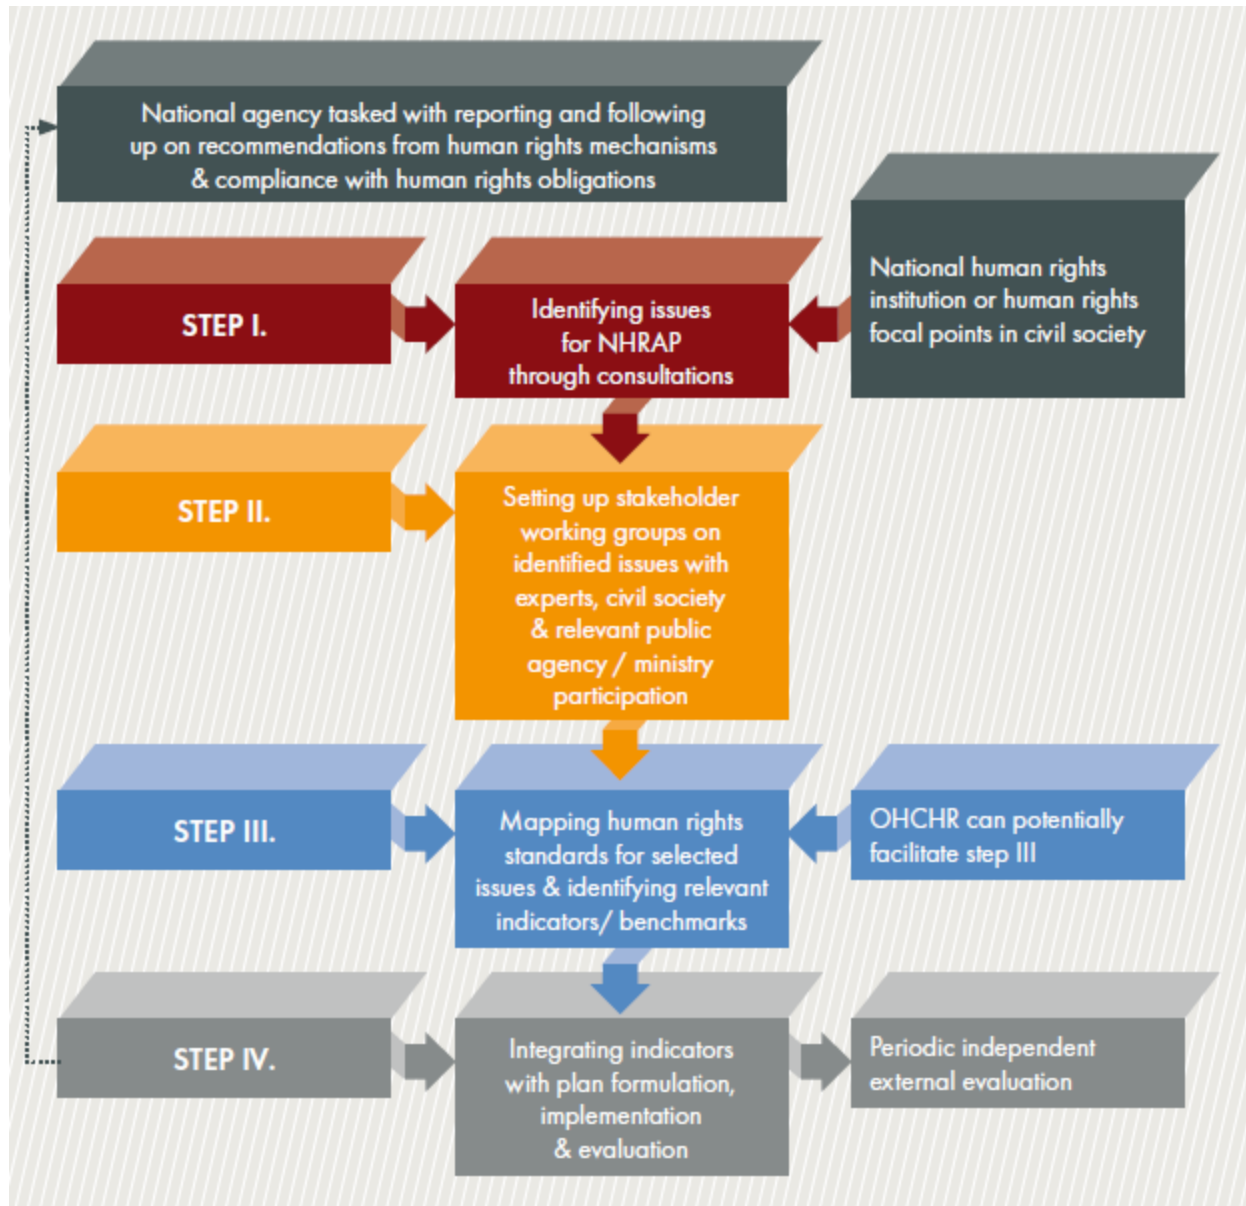 National agency tasked with reporting and following
up on recommendations from human rights mechanisms
& compliance with human rights obligations
National human rights
institution or human rights
focal points in civil society
STEP I.
Identifying issues
for NHRAP
through consultations
STEP II.
Setting up stakeholder
working groups on
identified issues with
experts, civil society
& relevant public
agency / ministry
participation
STEP III.
Mapping human rights
standards for selected
issues & identifying relevant
indicators/ benchmarks
OHCHR can potentially
facilitate step III
STEP IV.
Integrating indicators
with plan formulation,
implementation
& evaluation
Periodic independent
external evaluation